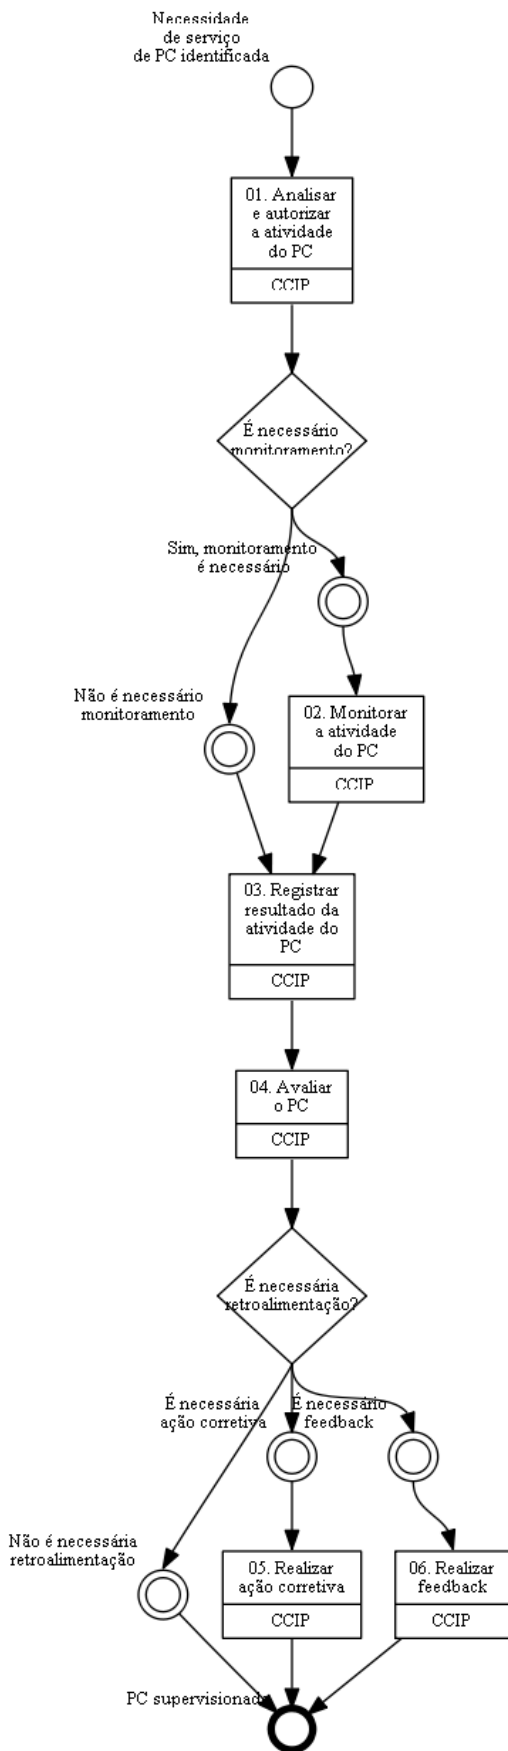 Necessidade
de serviço
de PC identificada
01. Analisar
e autorizar
a atividade
do PC
CCIP
É necessário
monitoramento?
Sim, monitoramento
é necessário
Não é necessário
monitoramento
02. Monitorar
a atividade
do PC
CCIP
03. Registrar
resultado da
atividade do
PC
CCIP
04. Avaliar
o PC
CCIP
É necessária
retroalimentação?
É necessária
ação corretiva
É necessário
feedback
Não é necessária
retroalimentação
05. Realizar
ação corretiva
CCIP
06. Realizar
feedback
CCIP
PC supervisionado